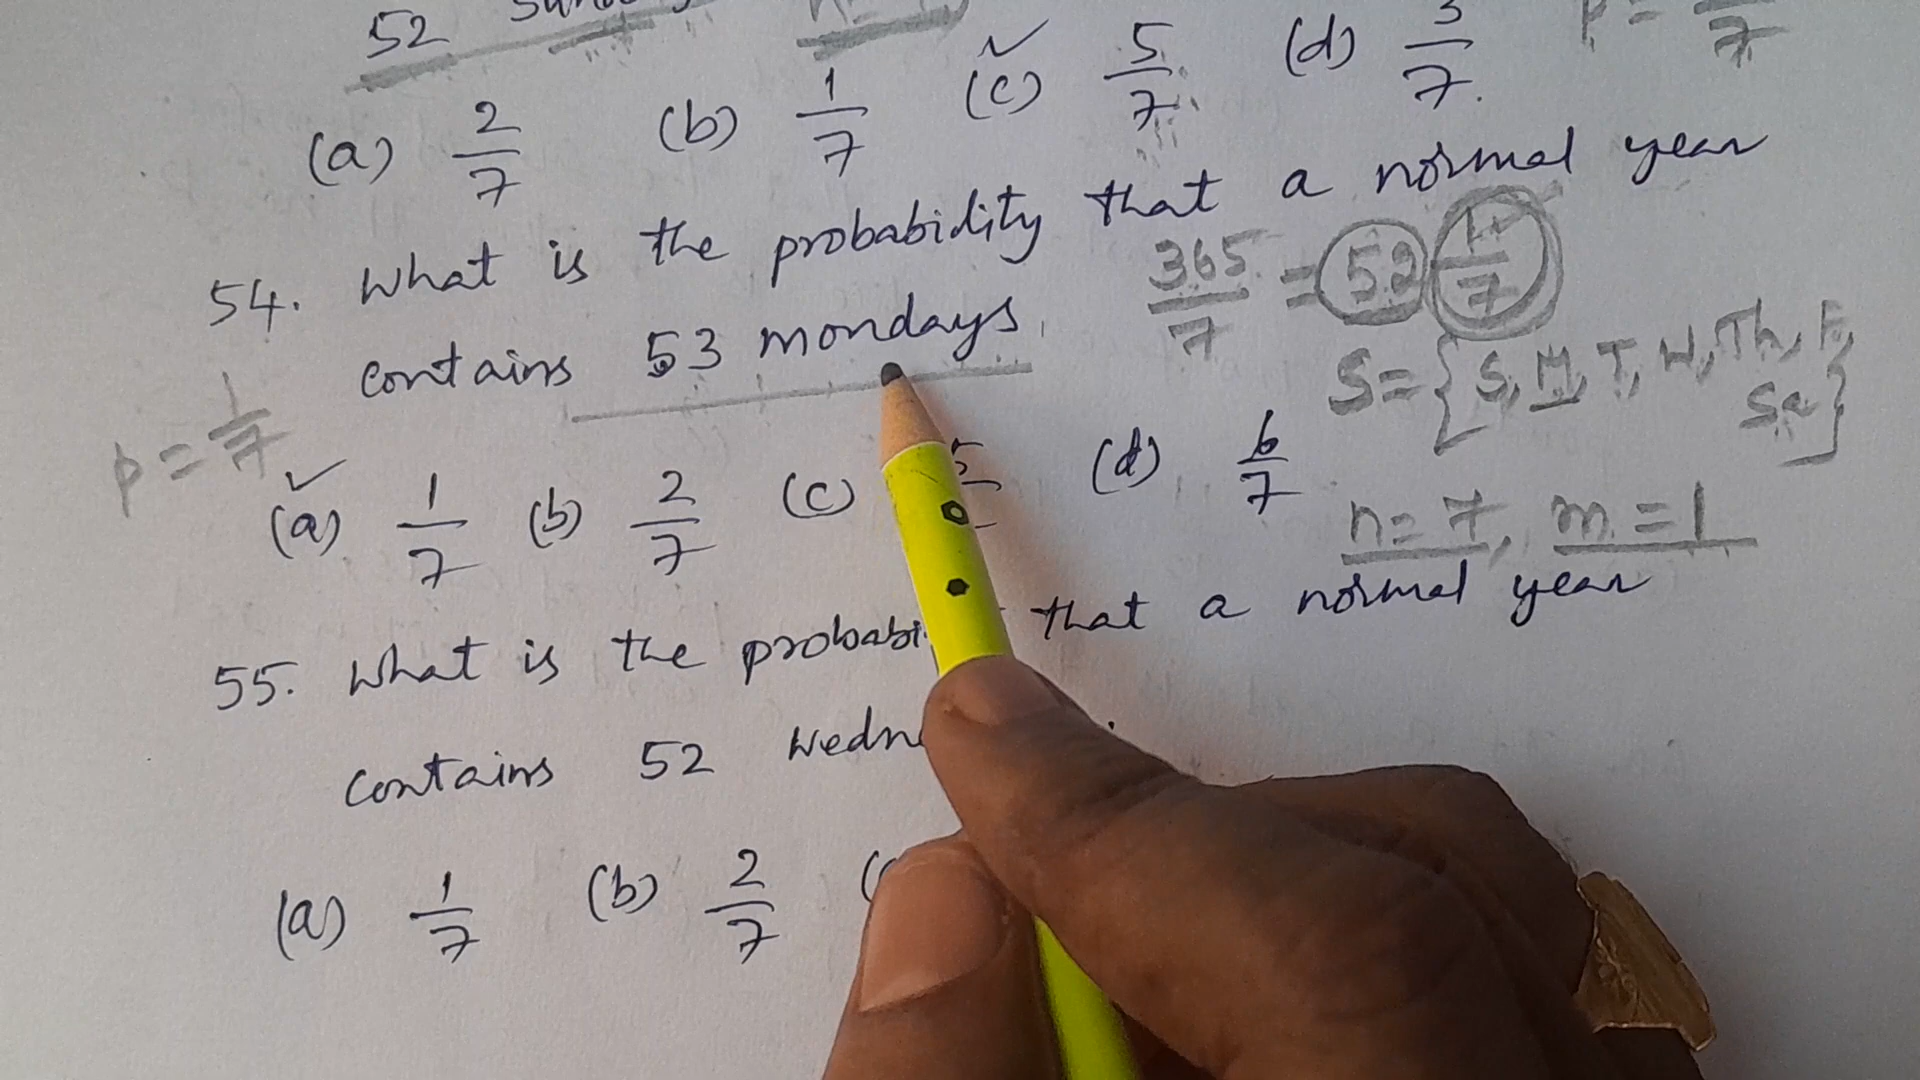 52
(a) 2/7 (b) 1/7 ✓(c) 5/7 (d) 3/7.
54. What is the probability that a normal year
contains 53 mondays.
365/7 = 52 1/7
S = {S, M, T, W, Th, F, Sa}
p = 1/7
✓(a) 1/7 (b) 2/7 (c) (d) 6/7
n = 7, m = 1
55. What is the that a normal year
contains 52
(a) 1/7 (b) 2/7